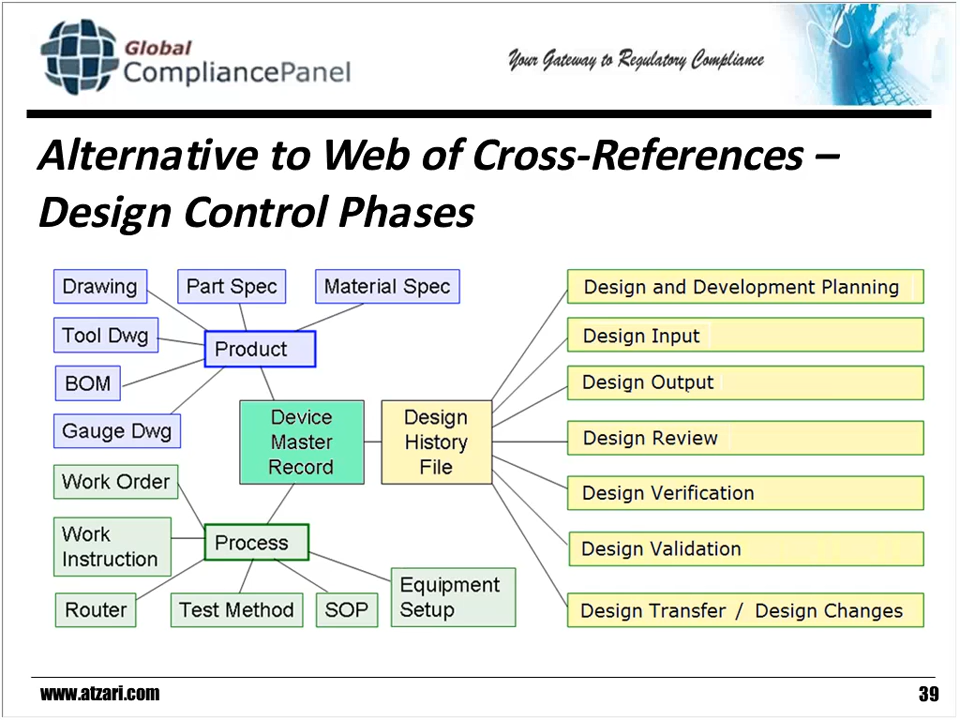 Global
CompliancePanel
Your Gateway to Regulatory Compliance
Alternative to Web of Cross-References –
Design Control Phases
Drawing
Part Spec
Material Spec
Tool Dwg
Product
BOM
Gauge Dwg
Device
Master
Record
Design
History
File
Work Order
Work
Instruction
Process
Router
Test Method
SOP
Equipment
Setup
Design and Development Planning
Design Input
Design Output
Design Review
Design Verification
Design Validation
Design Transfer / Design Changes
www.atzari.com
39